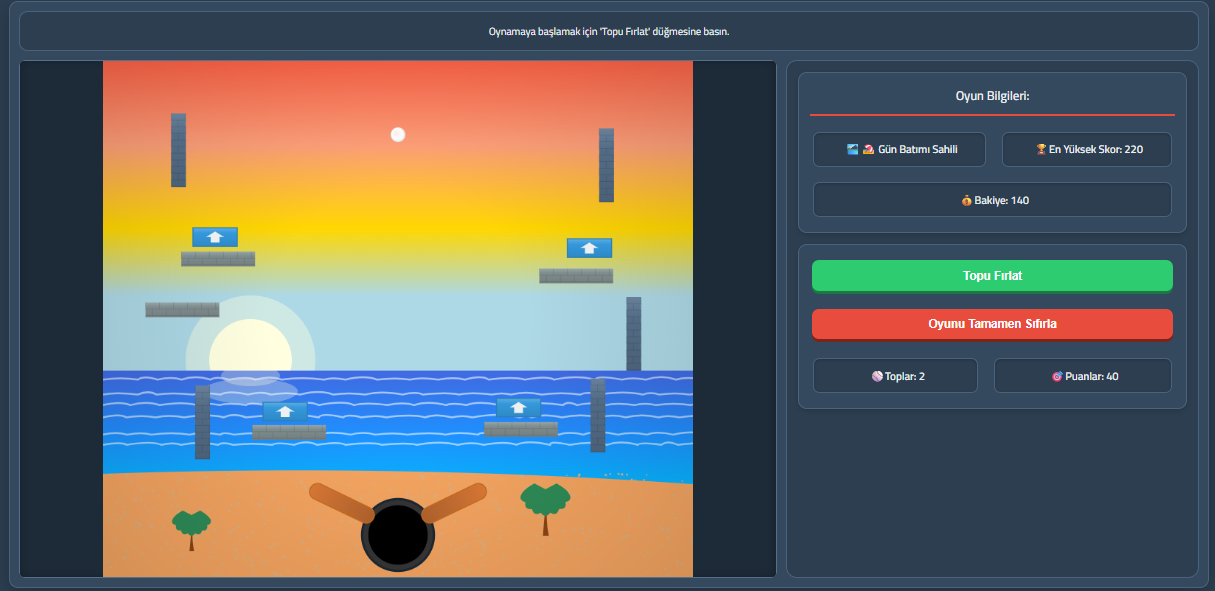 Oynamaya başlamak için 'Topu Fırlat' düğmesine basın.
Oyun Bilgileri:
Gün Batımı Sahili
En Yüksek Skor: 220
Bakiye: 140
Topu Fırlat
Oyunu Tamamen Sıfırla
Toplar: 2
Puanlar: 40